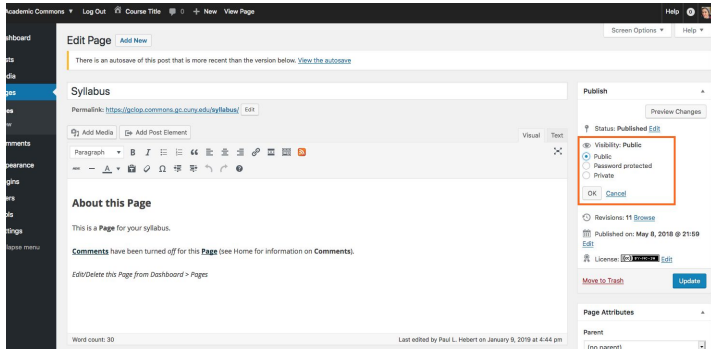 Academic Commons ▼ Log Out Course Title 0 + New View Page Help 0
Screen Options ▼ Help ▼
Edit Page Add New
There is an autosave of this post that is more recent than the version below. View the autosave
Syllabus
Permalink: https://gclop.commons.gc.cuny.edu/syllabus/ Edit
Add Media Add Post Element
Visual Text
Paragraph
About this Page
This is a Page for your syllabus.
Comments have been turned off for this Page (see Home for information on Comments).
Edit/Delete this Page from Dashboard > Pages
Word count: 30
Last edited by Paul L. Hebert on January 9, 2019 at 4:44 pm
Publish
Preview Changes
Status: Published Edit
Visibility: Public
Public
Password protected
Private
OK Cancel
Revisions: 11 Browse
Published on: May 8, 2018 @ 21:59
Edit
License: BY-NC-SA Edit
Move to Trash Update
Page Attributes
Parent
(no parent)